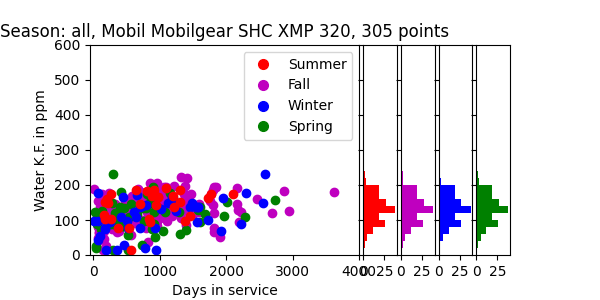 Season: all, Mobil Mobilgear SHC XMP 320, 305 points
Water K.F. in ppm
600
500
400
300
200
100
0
Summer
Fall
Winter
Spring
0 1000 2000 3000 4000 0 25 0 25 0 25 0 25
Days in service